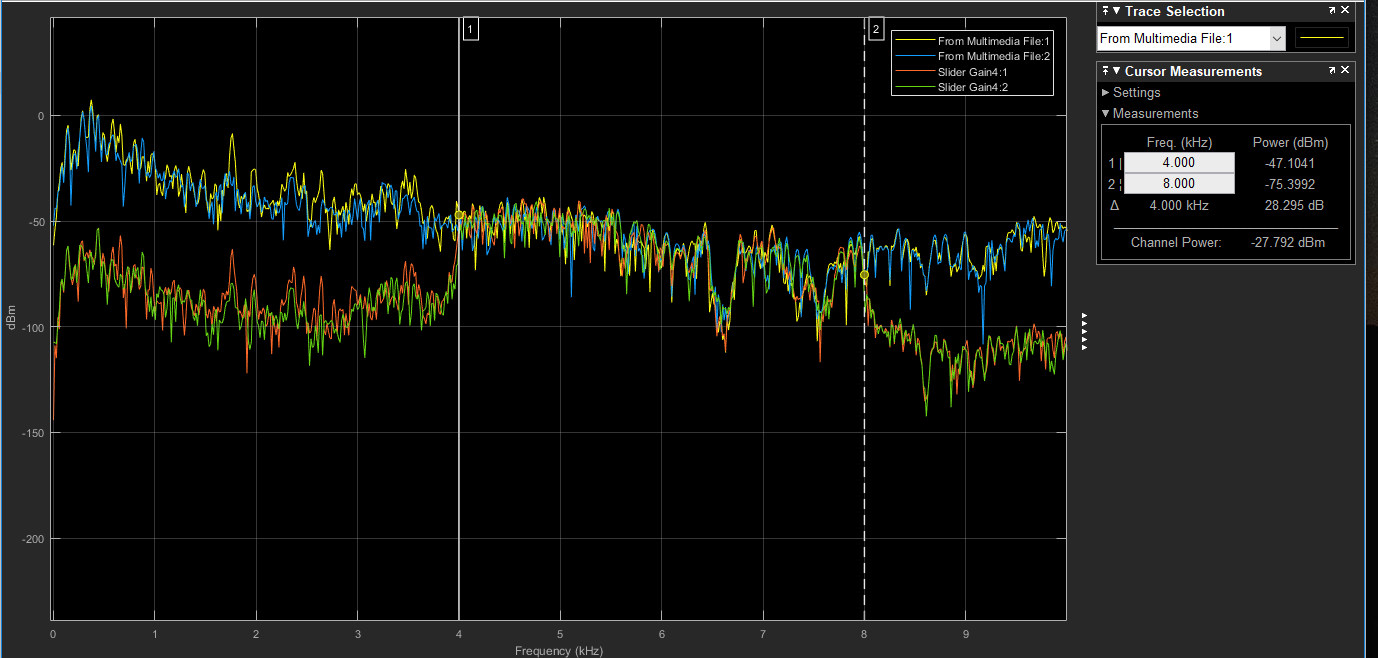 Trace Selection
From Multimedia File:1
Cursor Measurements
Settings
Measurements
Freq. (kHz) Power (dBm)
1 | 4.000 -47.1041
2 ¦ 8.000 -75.3992
Δ 4.000 kHz 28.295 dB
Channel Power: -27.792 dBm
1
2
From Multimedia File:1
From Multimedia File:2
Slider Gain4:1
Slider Gain4:2
0
-50
-100
-150
-200
dBm
0 1 2 3 4 5 6 7 8 9
Frequency (kHz)